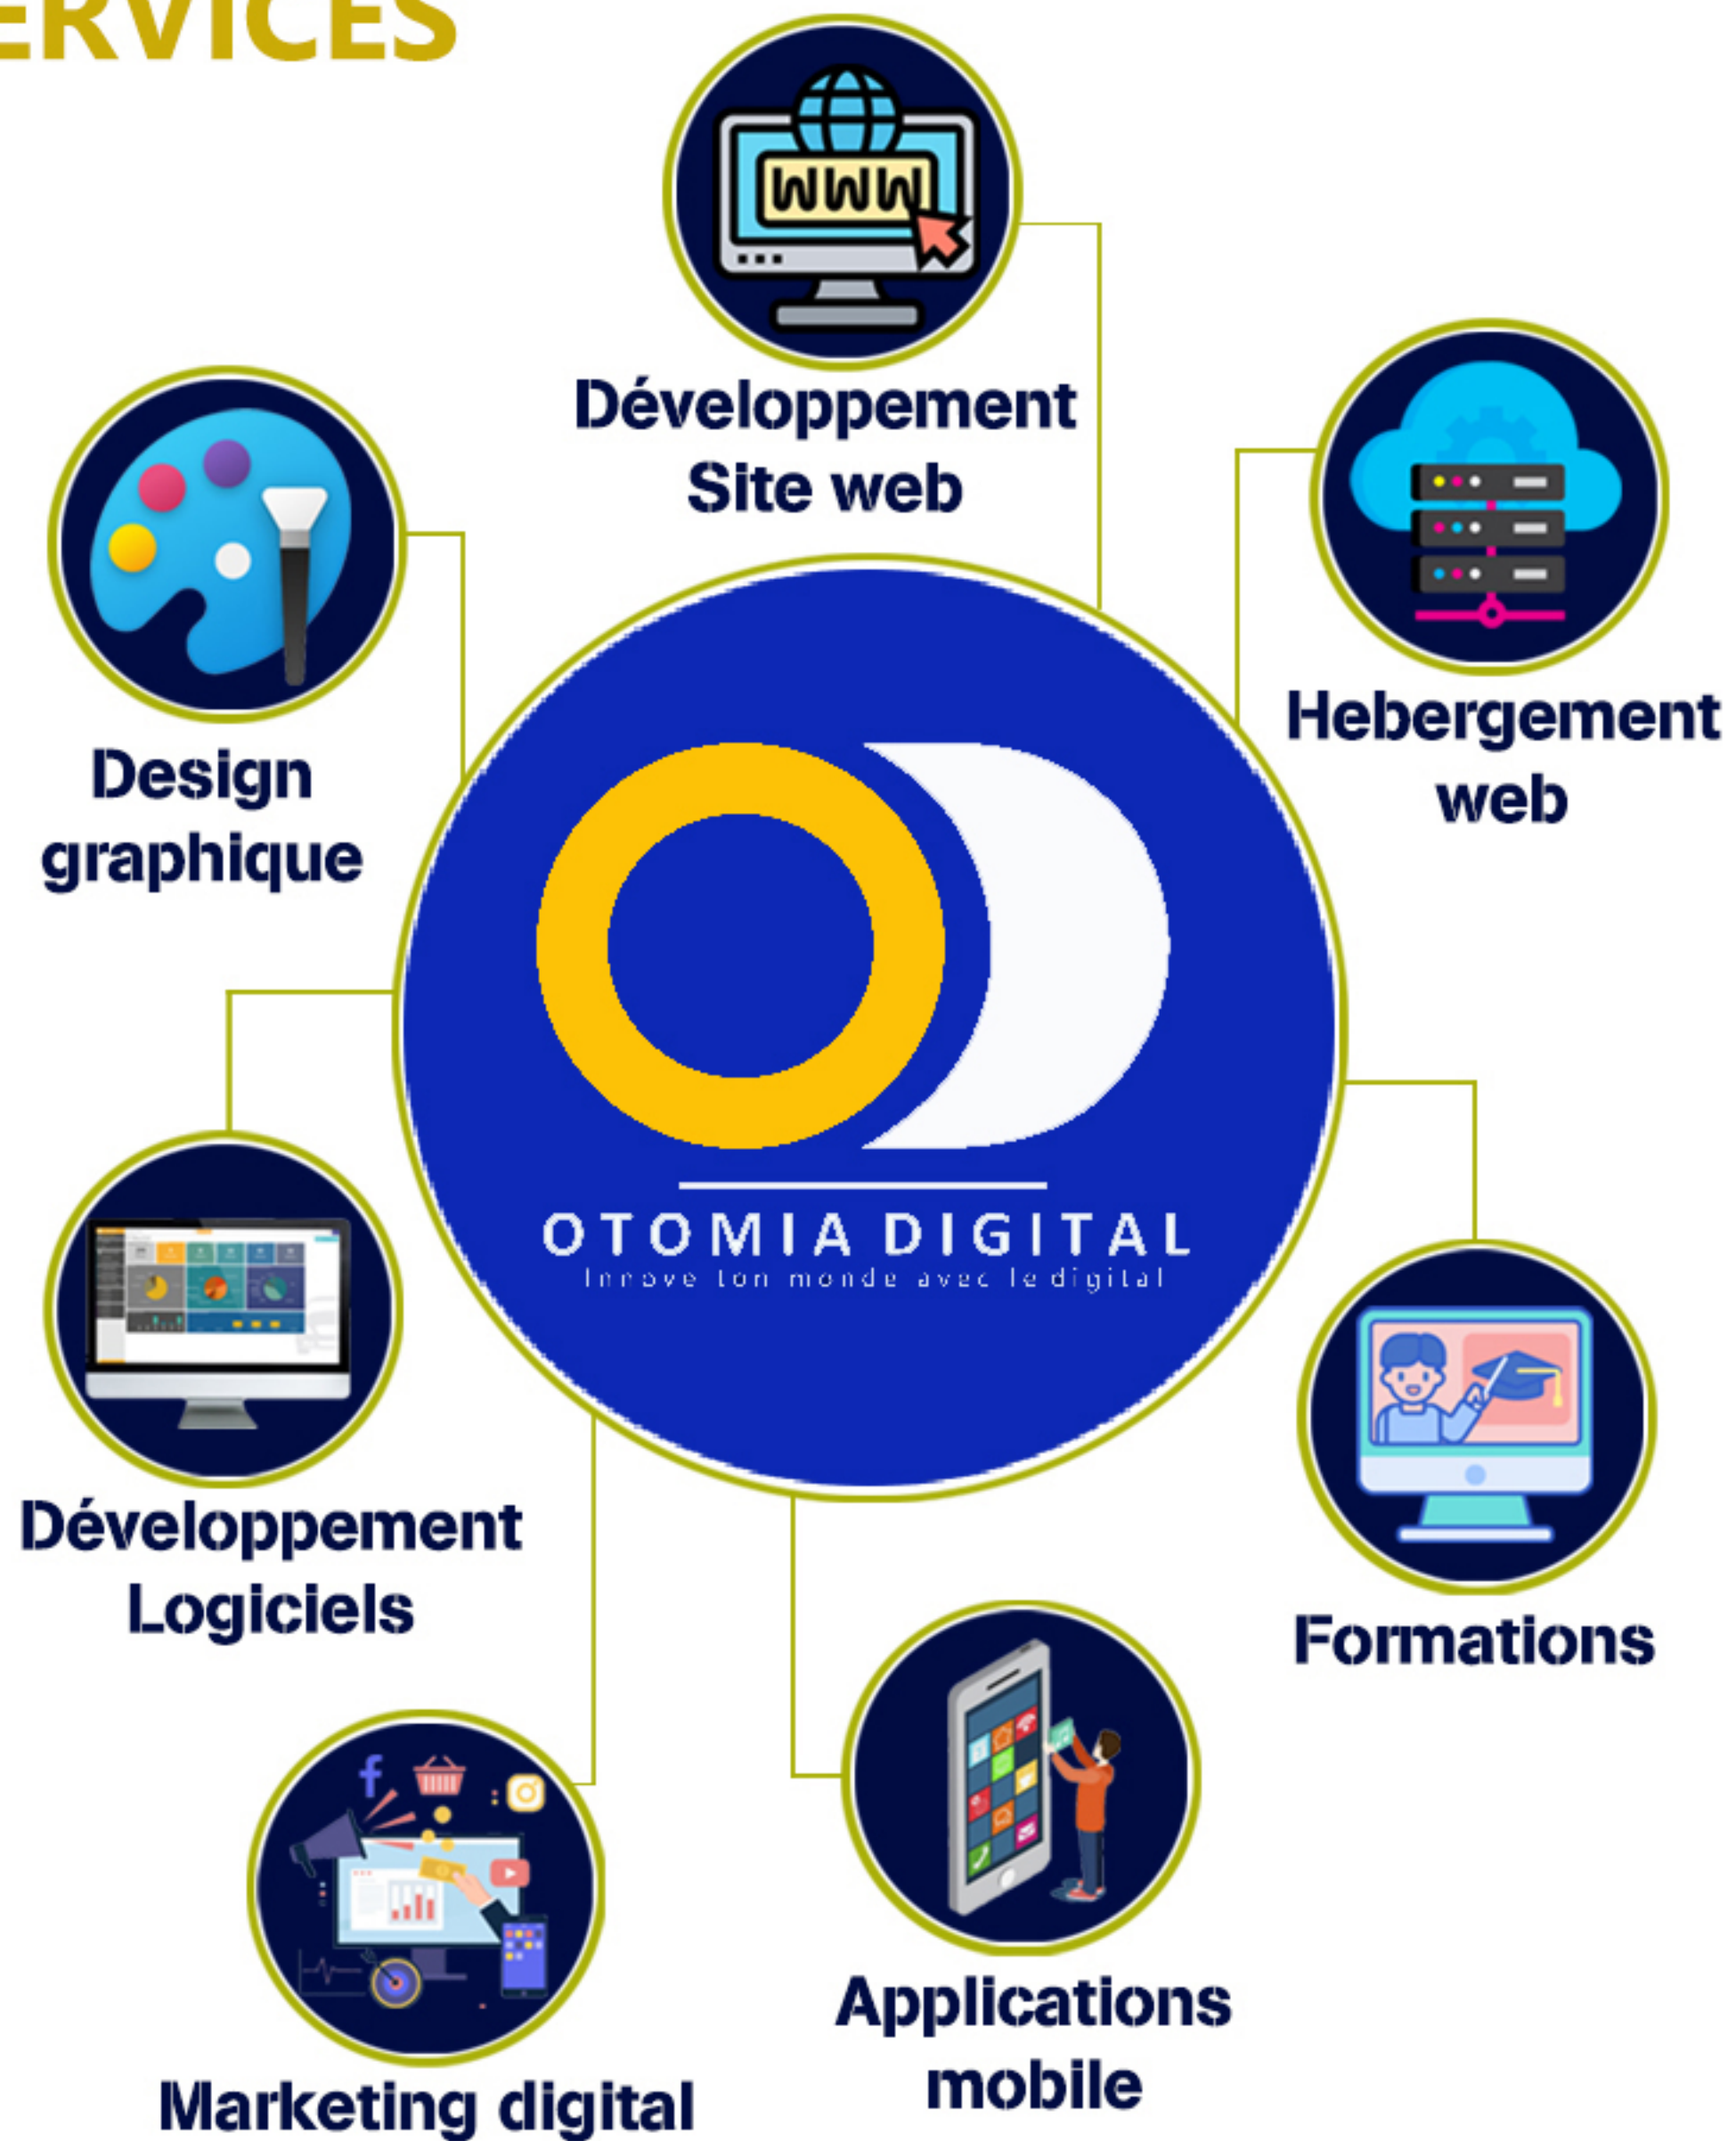 ERVICES
WWW
Développement
Site web
Hebergement
web
Design
graphique
OTOMIA DIGITAL
Innove ton monde avec le digital
Développement
Logiciels
Formations
Applications
mobile
Marketing digital